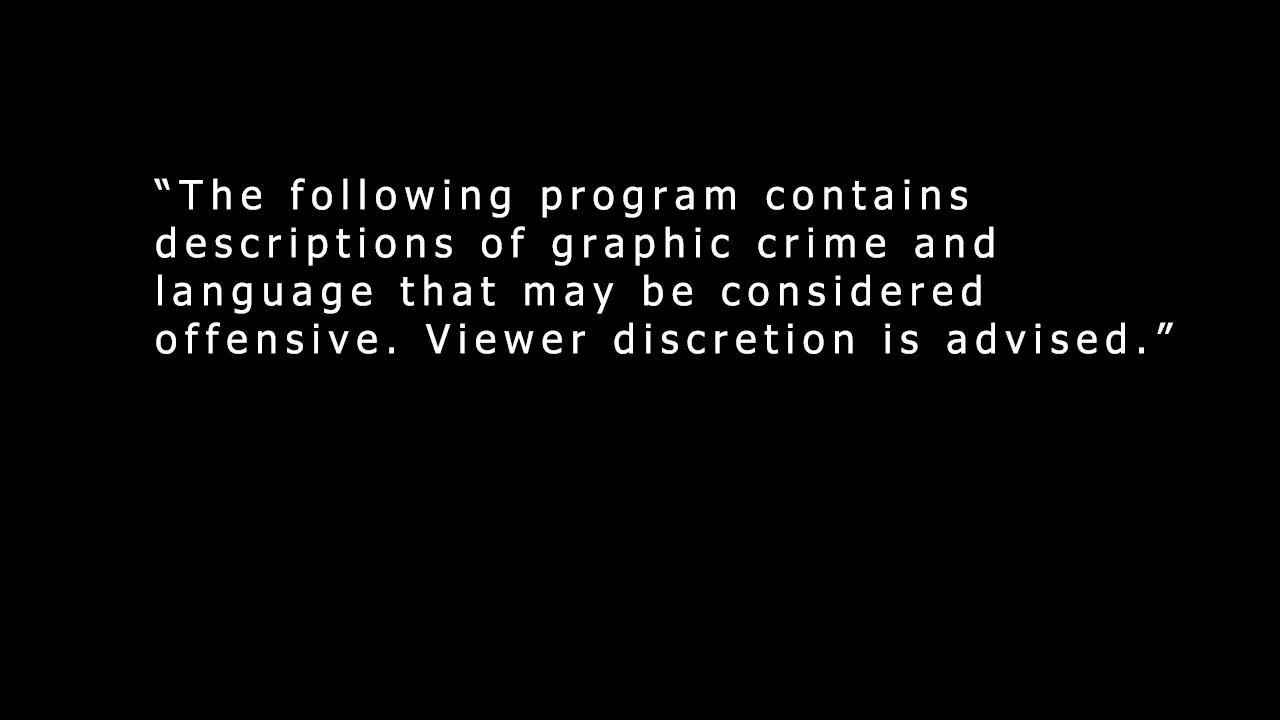 “The following program contains
descriptions of graphic crime and
language that may be considered
offensive. Viewer discretion is advised.”